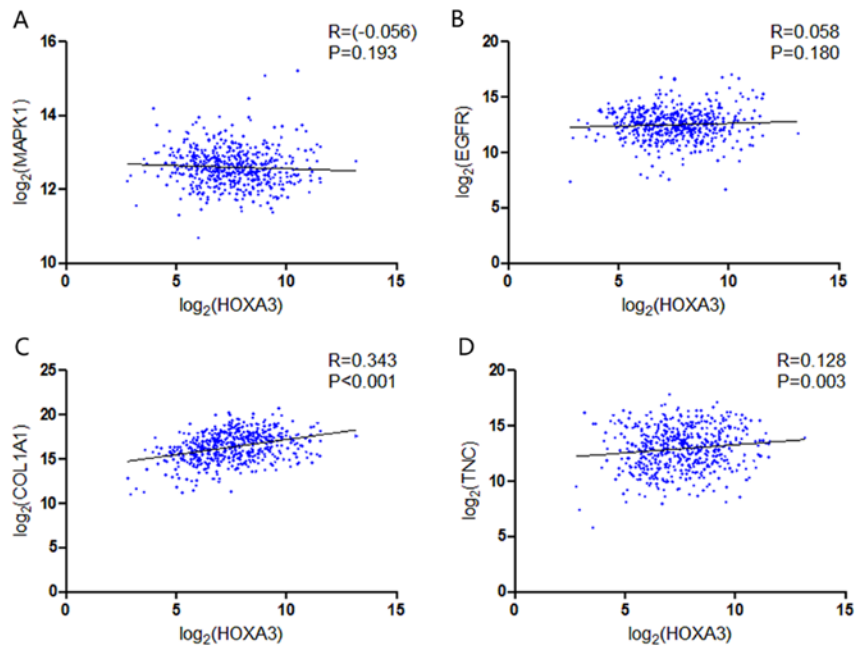 A
R=(-0.056)
P=0.193
log2(MAPK1)
16
14
12
10
0
5
10
15
log2(HOXA3)
B
R=0.058
P=0.180
log2(EGFR)
20
15
10
5
0
0
5
10
15
log2(HOXA3)
C
R=0.343
P<0.001
log2(COL1A1)
25
20
15
10
5
0
0
5
10
15
log2(HOXA3)
D
R=0.128
P=0.003
log2(TNC)
20
15
10
5
0
0
5
10
15
log2(HOXA3)